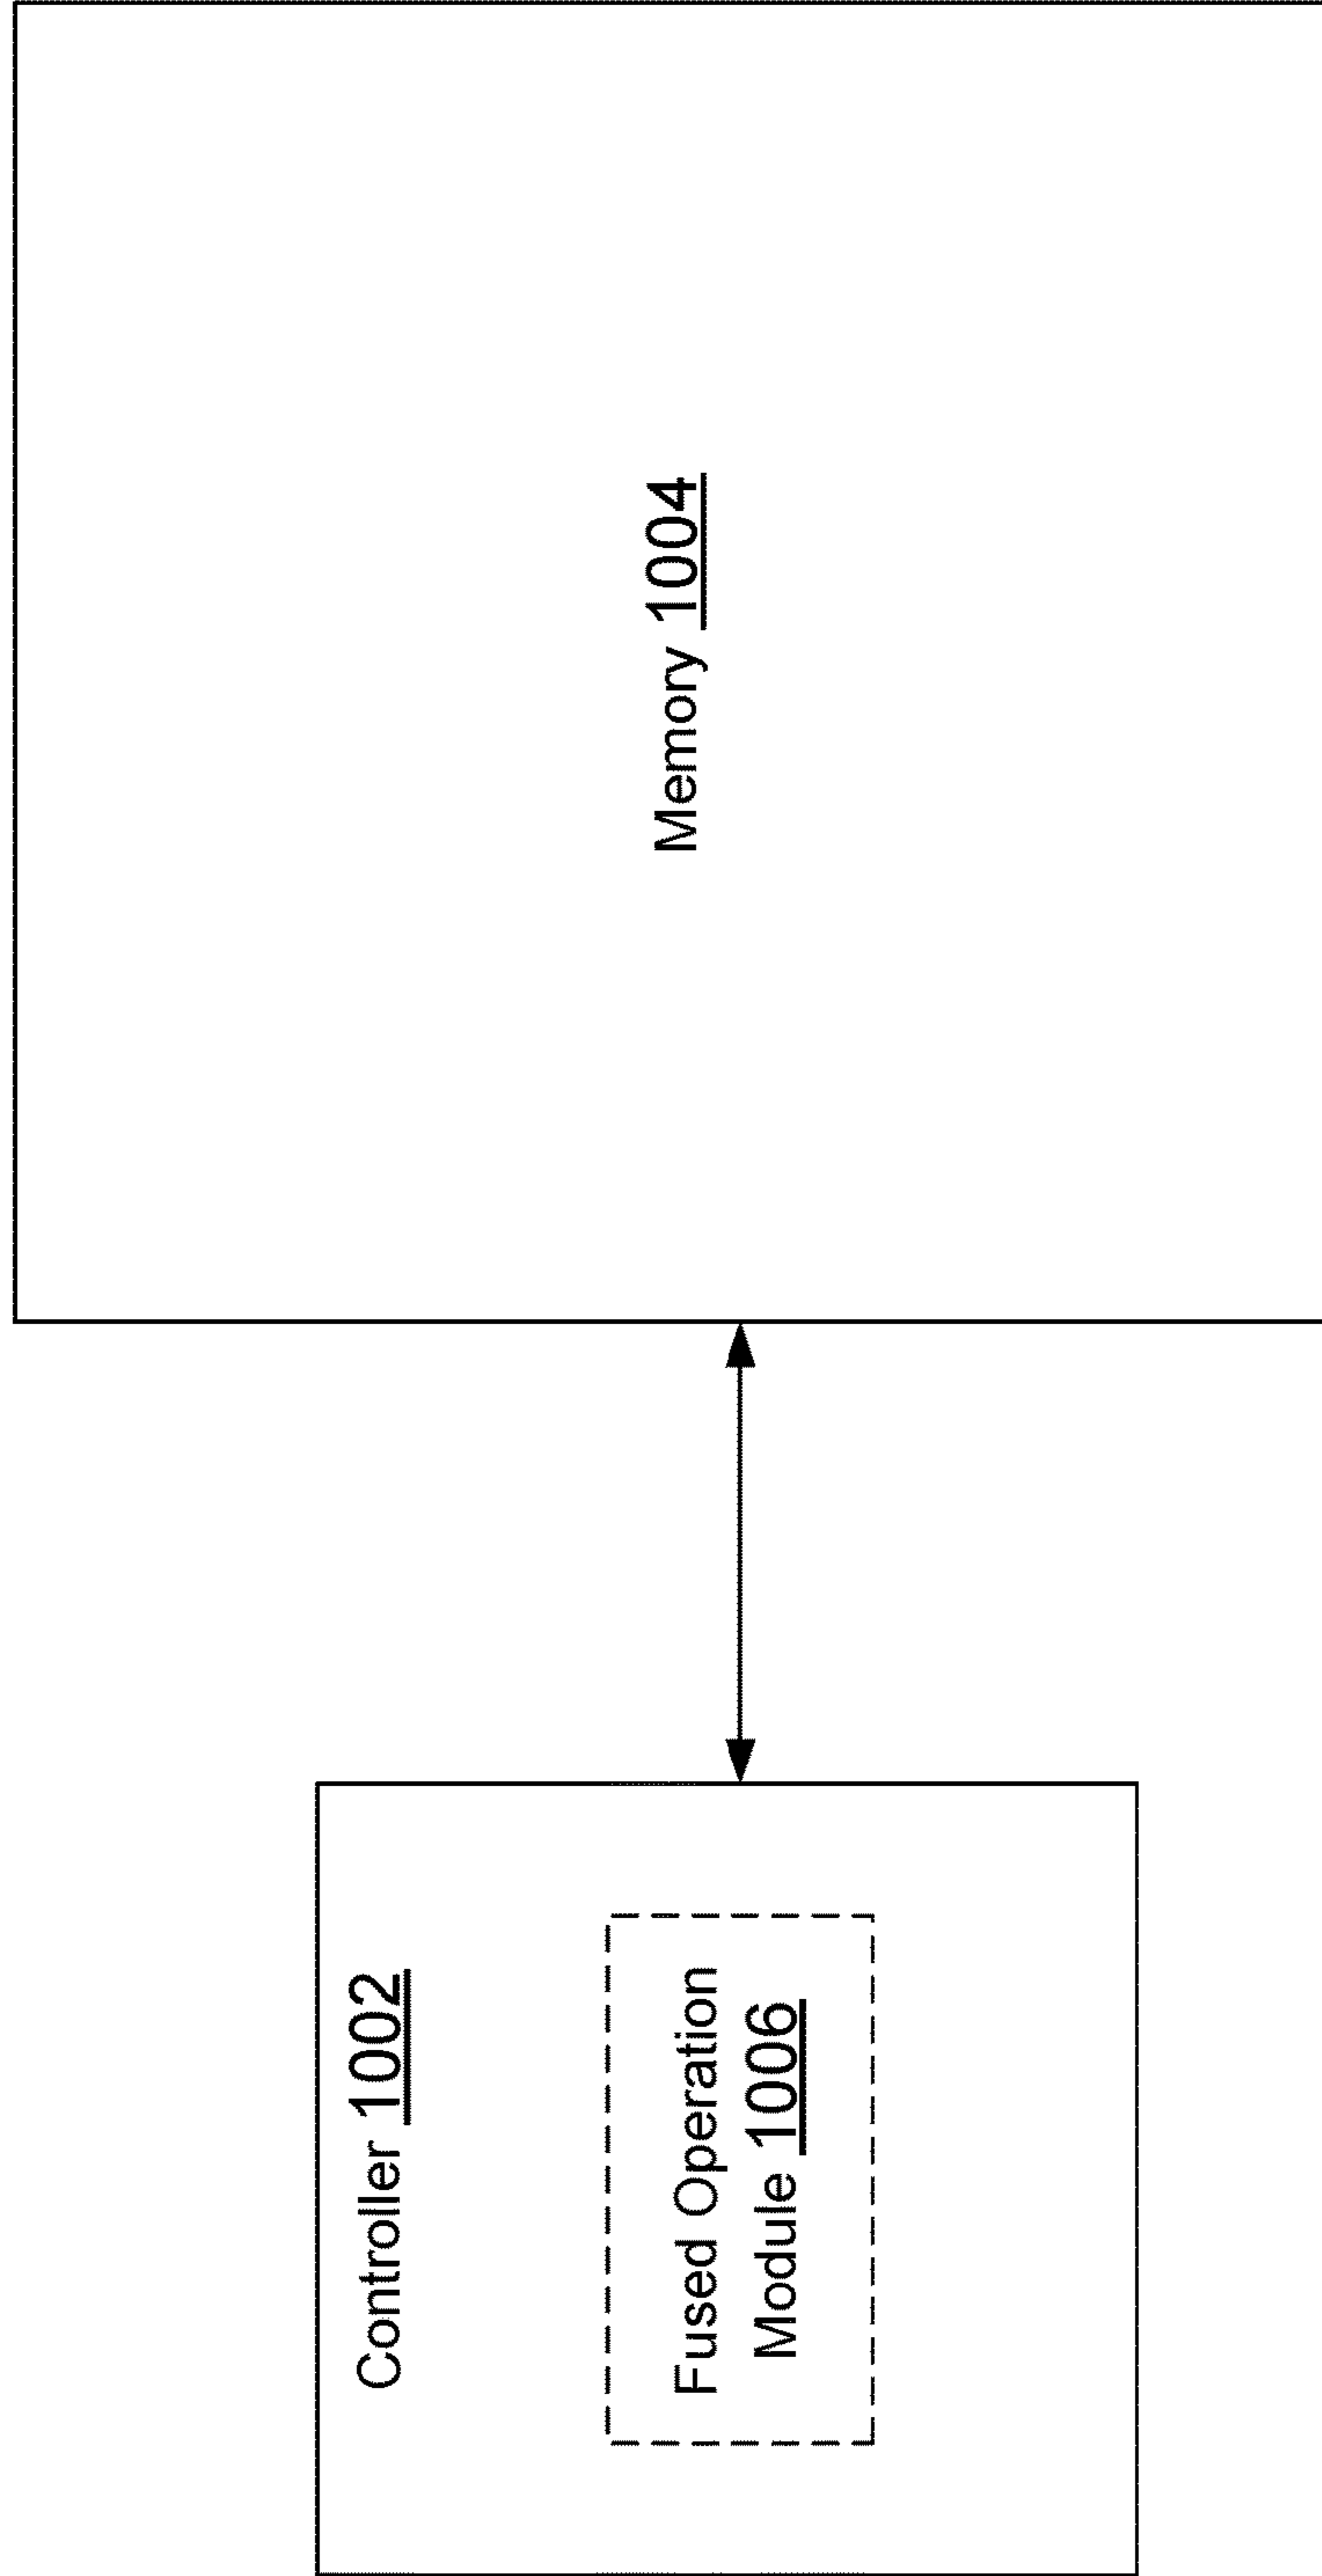 Controller 1002
Fused Operation
Module 1006
Memory 1004